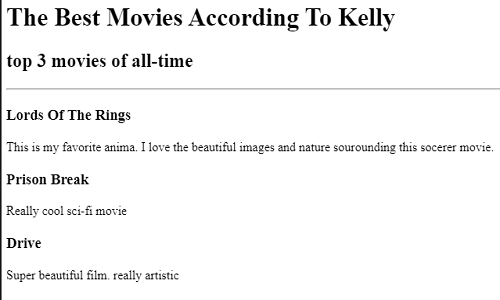 The Best Movies According To Kelly
top 3 movies of all-time
Lords Of The Rings
This is my favorite anima. I love the beautiful images and nature sourounding this socerer movie.
Prison Break
Really cool sci-fi movie
Drive
Super beautiful film. really artistic